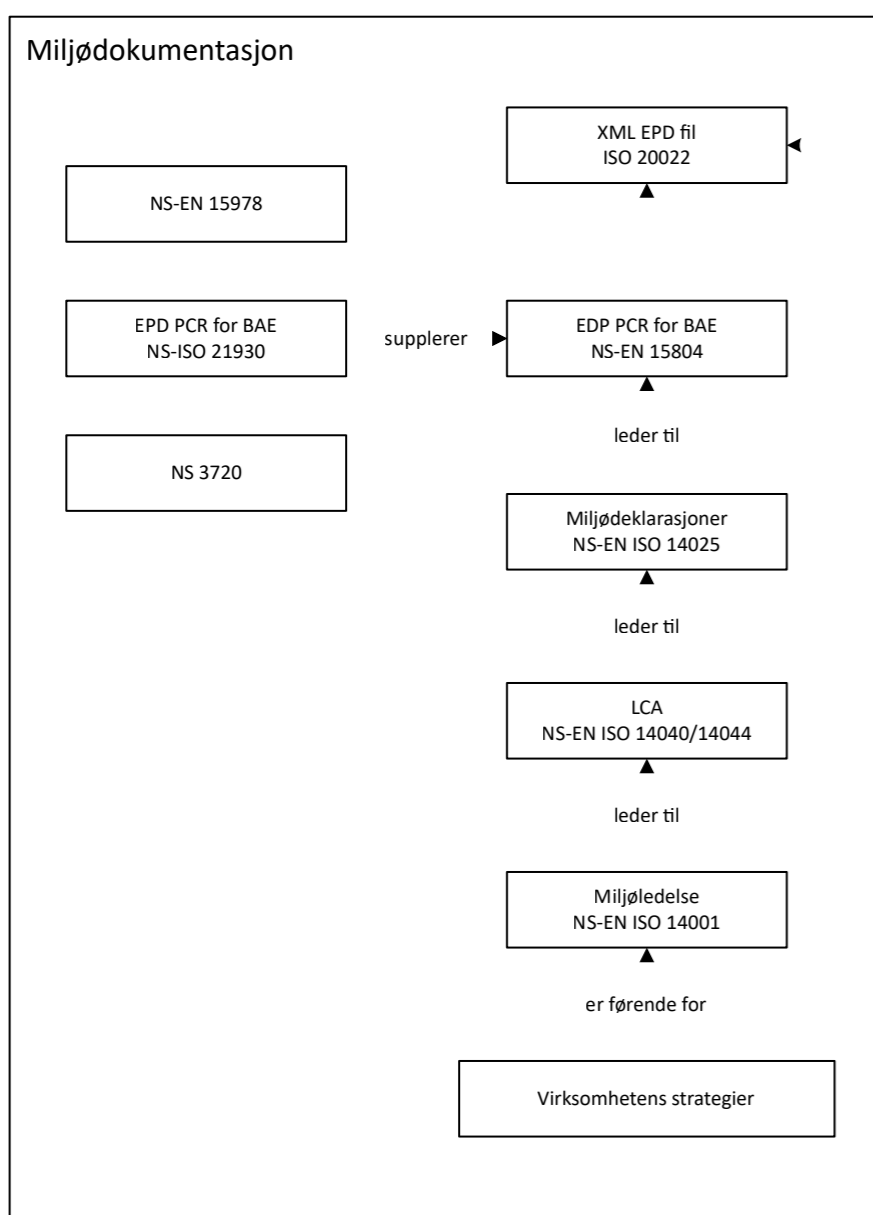 Miljødokumentasjon
XML EPD fil
ISO 20022
NS-EN 15978
EPD PCR for BAE
NS-ISO 21930
supplerer
EDP PCR for BAE
NS-EN 15804
leder til
NS 3720
Miljødeklarasjoner
NS-EN ISO 14025
leder til
LCA
NS-EN ISO 14040/14044
leder til
Miljøledelse
NS-EN ISO 14001
er førende for
Virksomhetens strategier